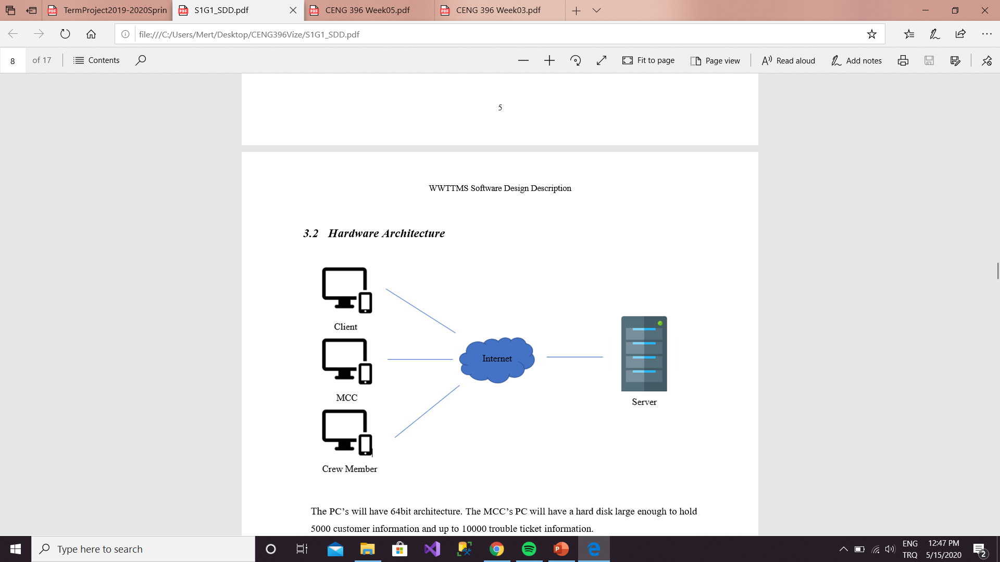 TermProject2019-2020Sprin
S1G1_SDD.pdf
CENG 396 Week05.pdf
CENG 396 Week03.pdf
file:///C:/Users/Mert/Desktop/CENG396Vize/S1G1_SDD.pdf
8 of 17
Contents
Fit to page
Page view
Read aloud
Add notes
5
WWTTMS Software Design Description
3.2 Hardware Architecture
Client
MCC
Crew Member
Internet
Server
The PC’s will have 64bit architecture. The MCC’s PC will have a hard disk large enough to hold
5000 customer information and up to 10000 trouble ticket information.
Type here to search
ENG
TRQ
12:47 PM
5/15/2020
2